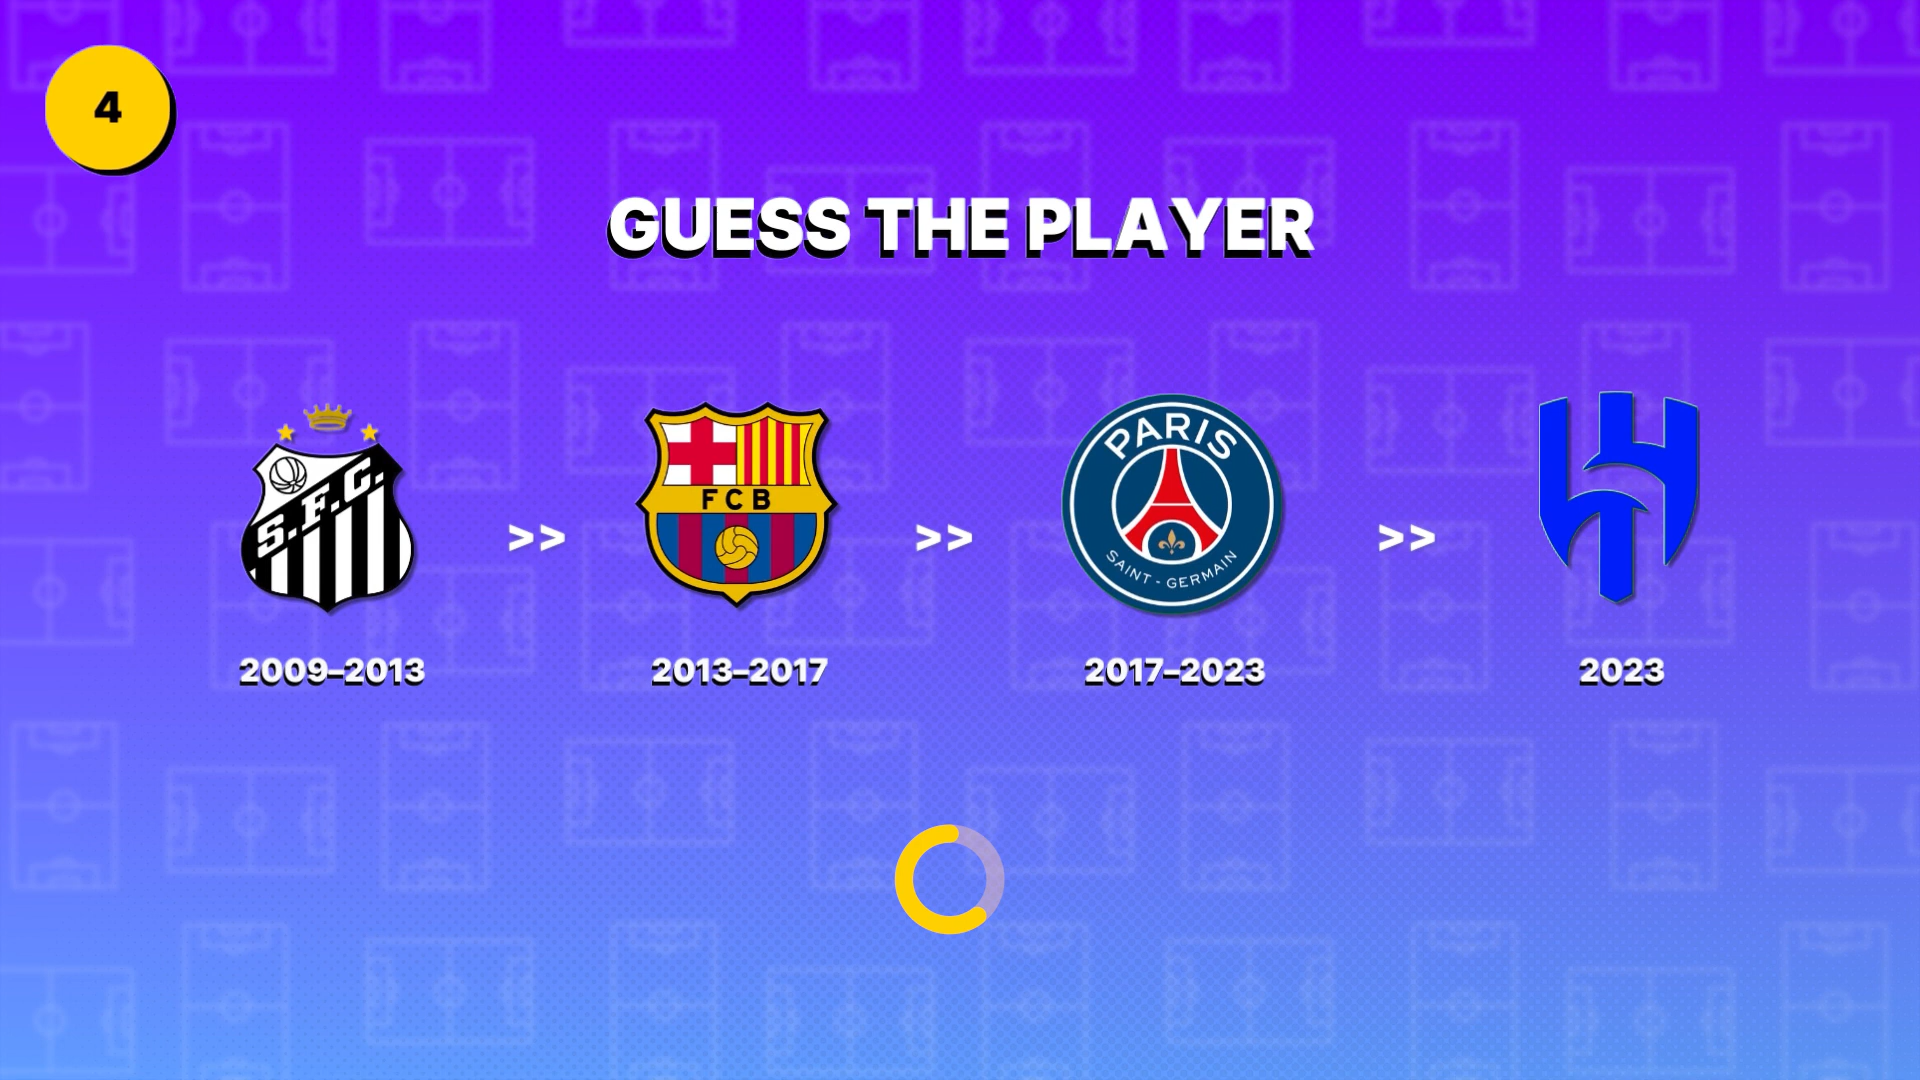 4
GUESS THE PLAYER
S.F.C.
FCB
PARIS
SAINT-GERMAIN
>> >> >>
2009–2013 2013–2017 2017–2023 2023